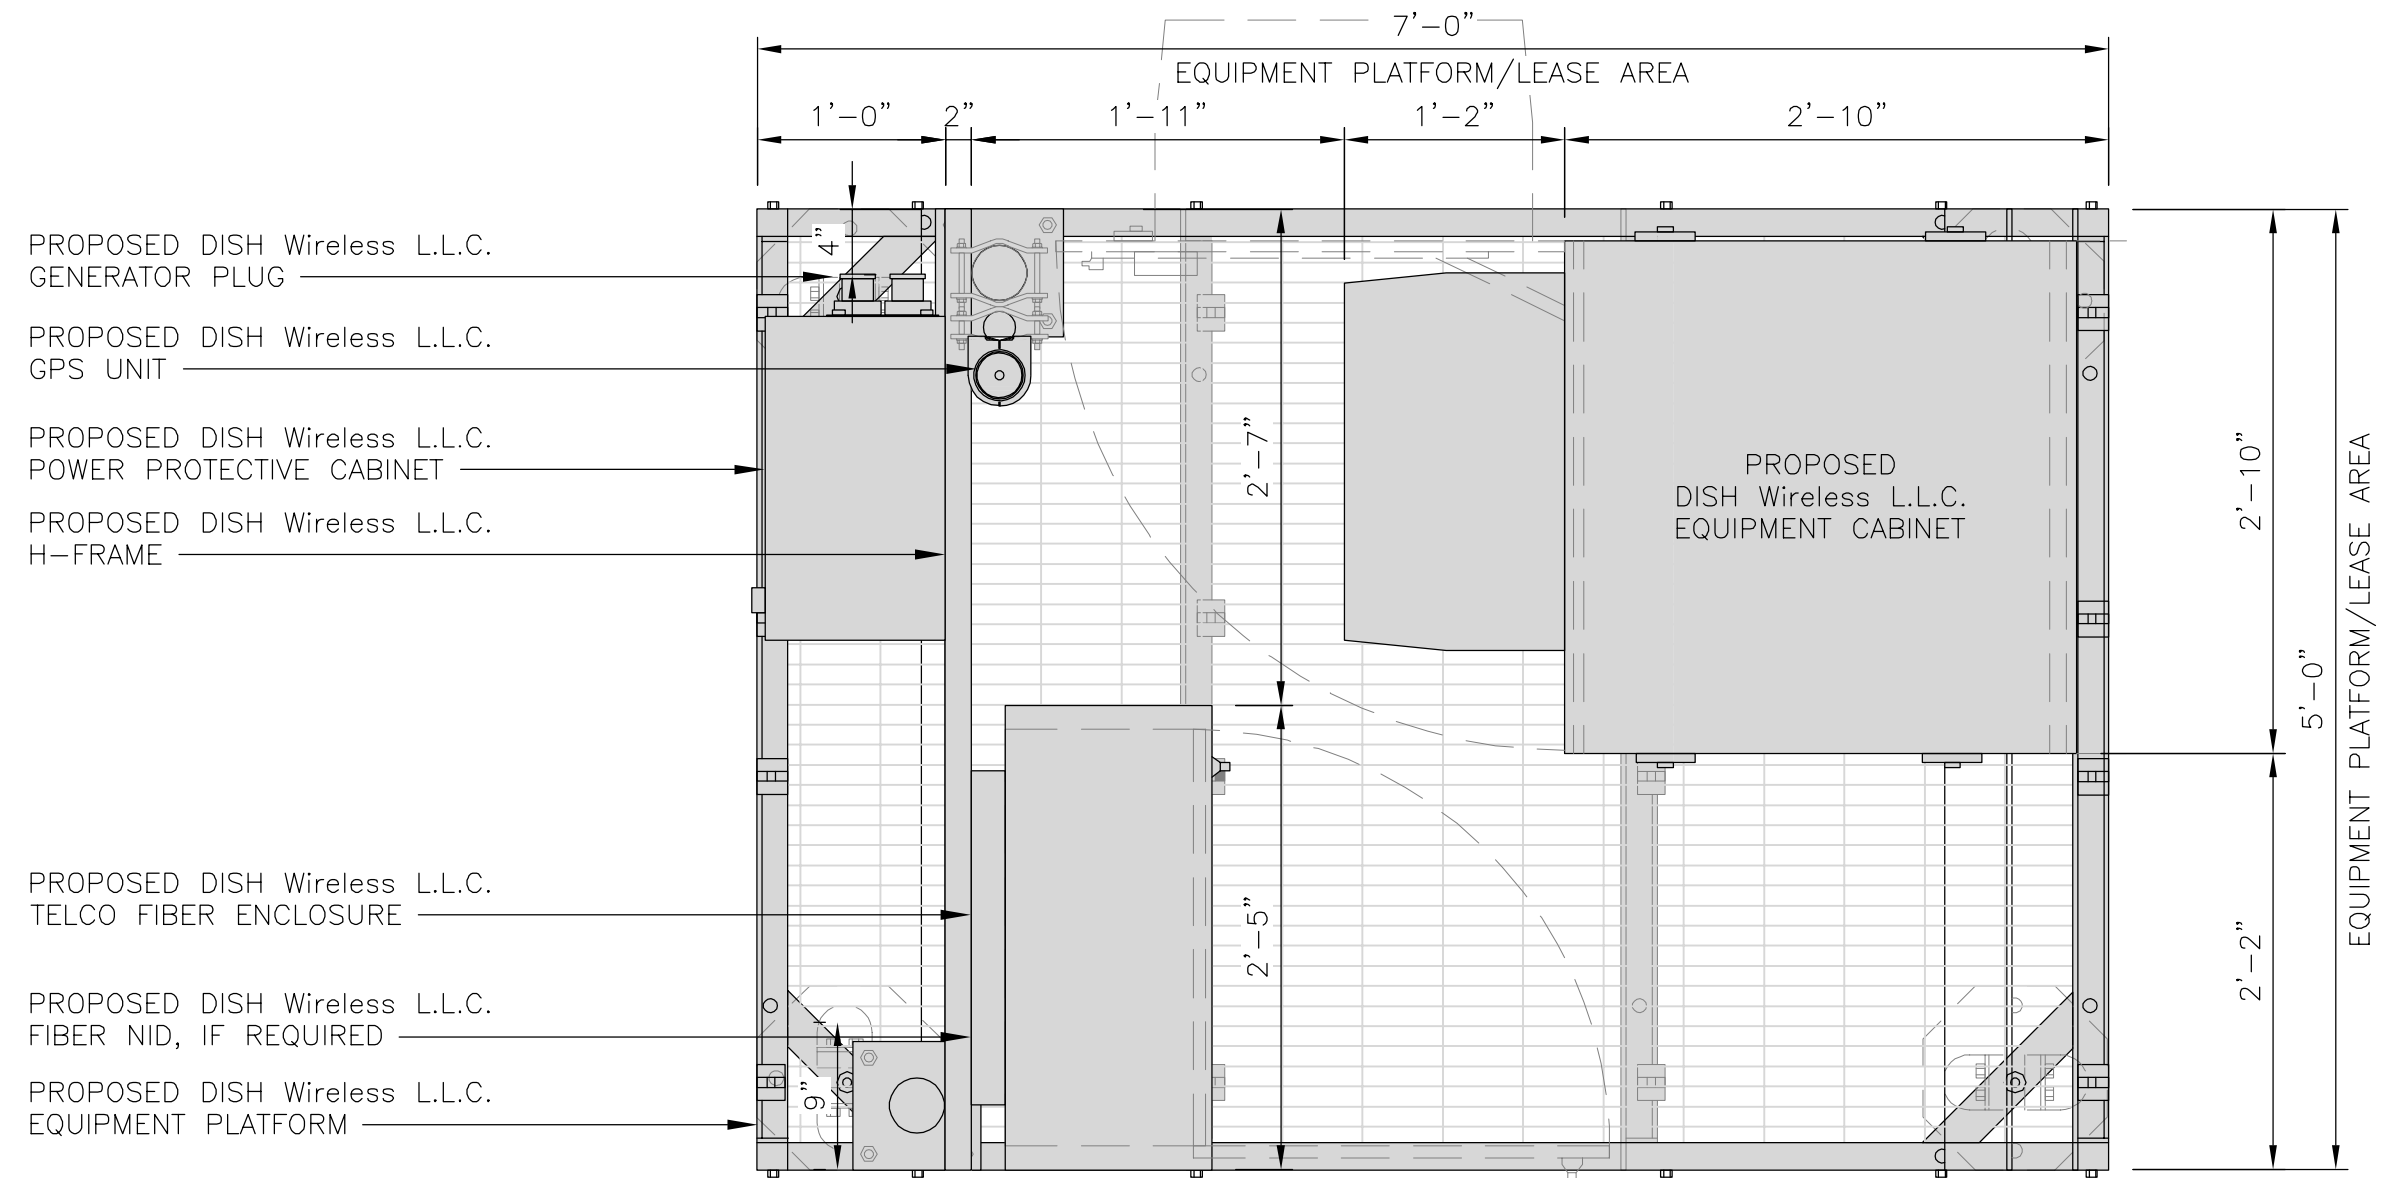 7'-0"
EQUIPMENT PLATFORM/LEASE AREA
1'-0"
2"
1'-11"
1'-2"
2'-10"
PROPOSED DISH Wireless L.L.C.
GENERATOR PLUG
4"
PROPOSED DISH Wireless L.L.C.
GPS UNIT
PROPOSED DISH Wireless L.L.C.
POWER PROTECTIVE CABINET
PROPOSED DISH Wireless L.L.C.
H-FRAME
2'-7"
PROPOSED
DISH Wireless L.L.C.
EQUIPMENT CABINET
2'-10"
5'-0"
EQUIPMENT PLATFORM/LEASE AREA
PROPOSED DISH Wireless L.L.C.
TELCO FIBER ENCLOSURE
2'-5"
2'-2"
PROPOSED DISH Wireless L.L.C.
FIBER NID, IF REQUIRED
9"
PROPOSED DISH Wireless L.L.C.
EQUIPMENT PLATFORM